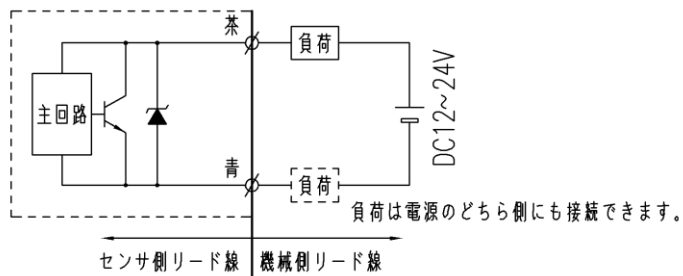 茶
負荷
主回路
DC12~24V
青
負荷
負荷は電源のどちら側にも接続できます。
センサ側リード線 機械側リード線